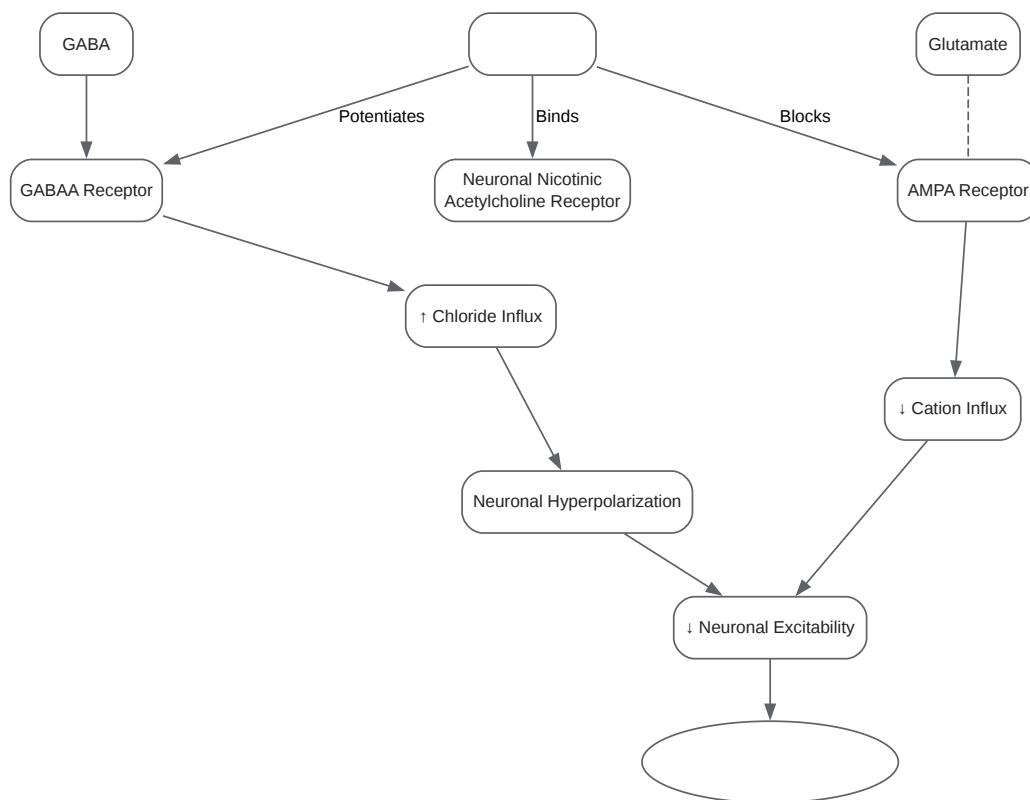 GABA
Glutamate
Potentiates
Binds
Blocks
GABAA Receptor
Neuronal Nicotinic
Acetylcholine Receptor
AMPA Receptor
↑ Chloride Influx
↓ Cation Influx
Neuronal Hyperpolarization
↓ Neuronal Excitability